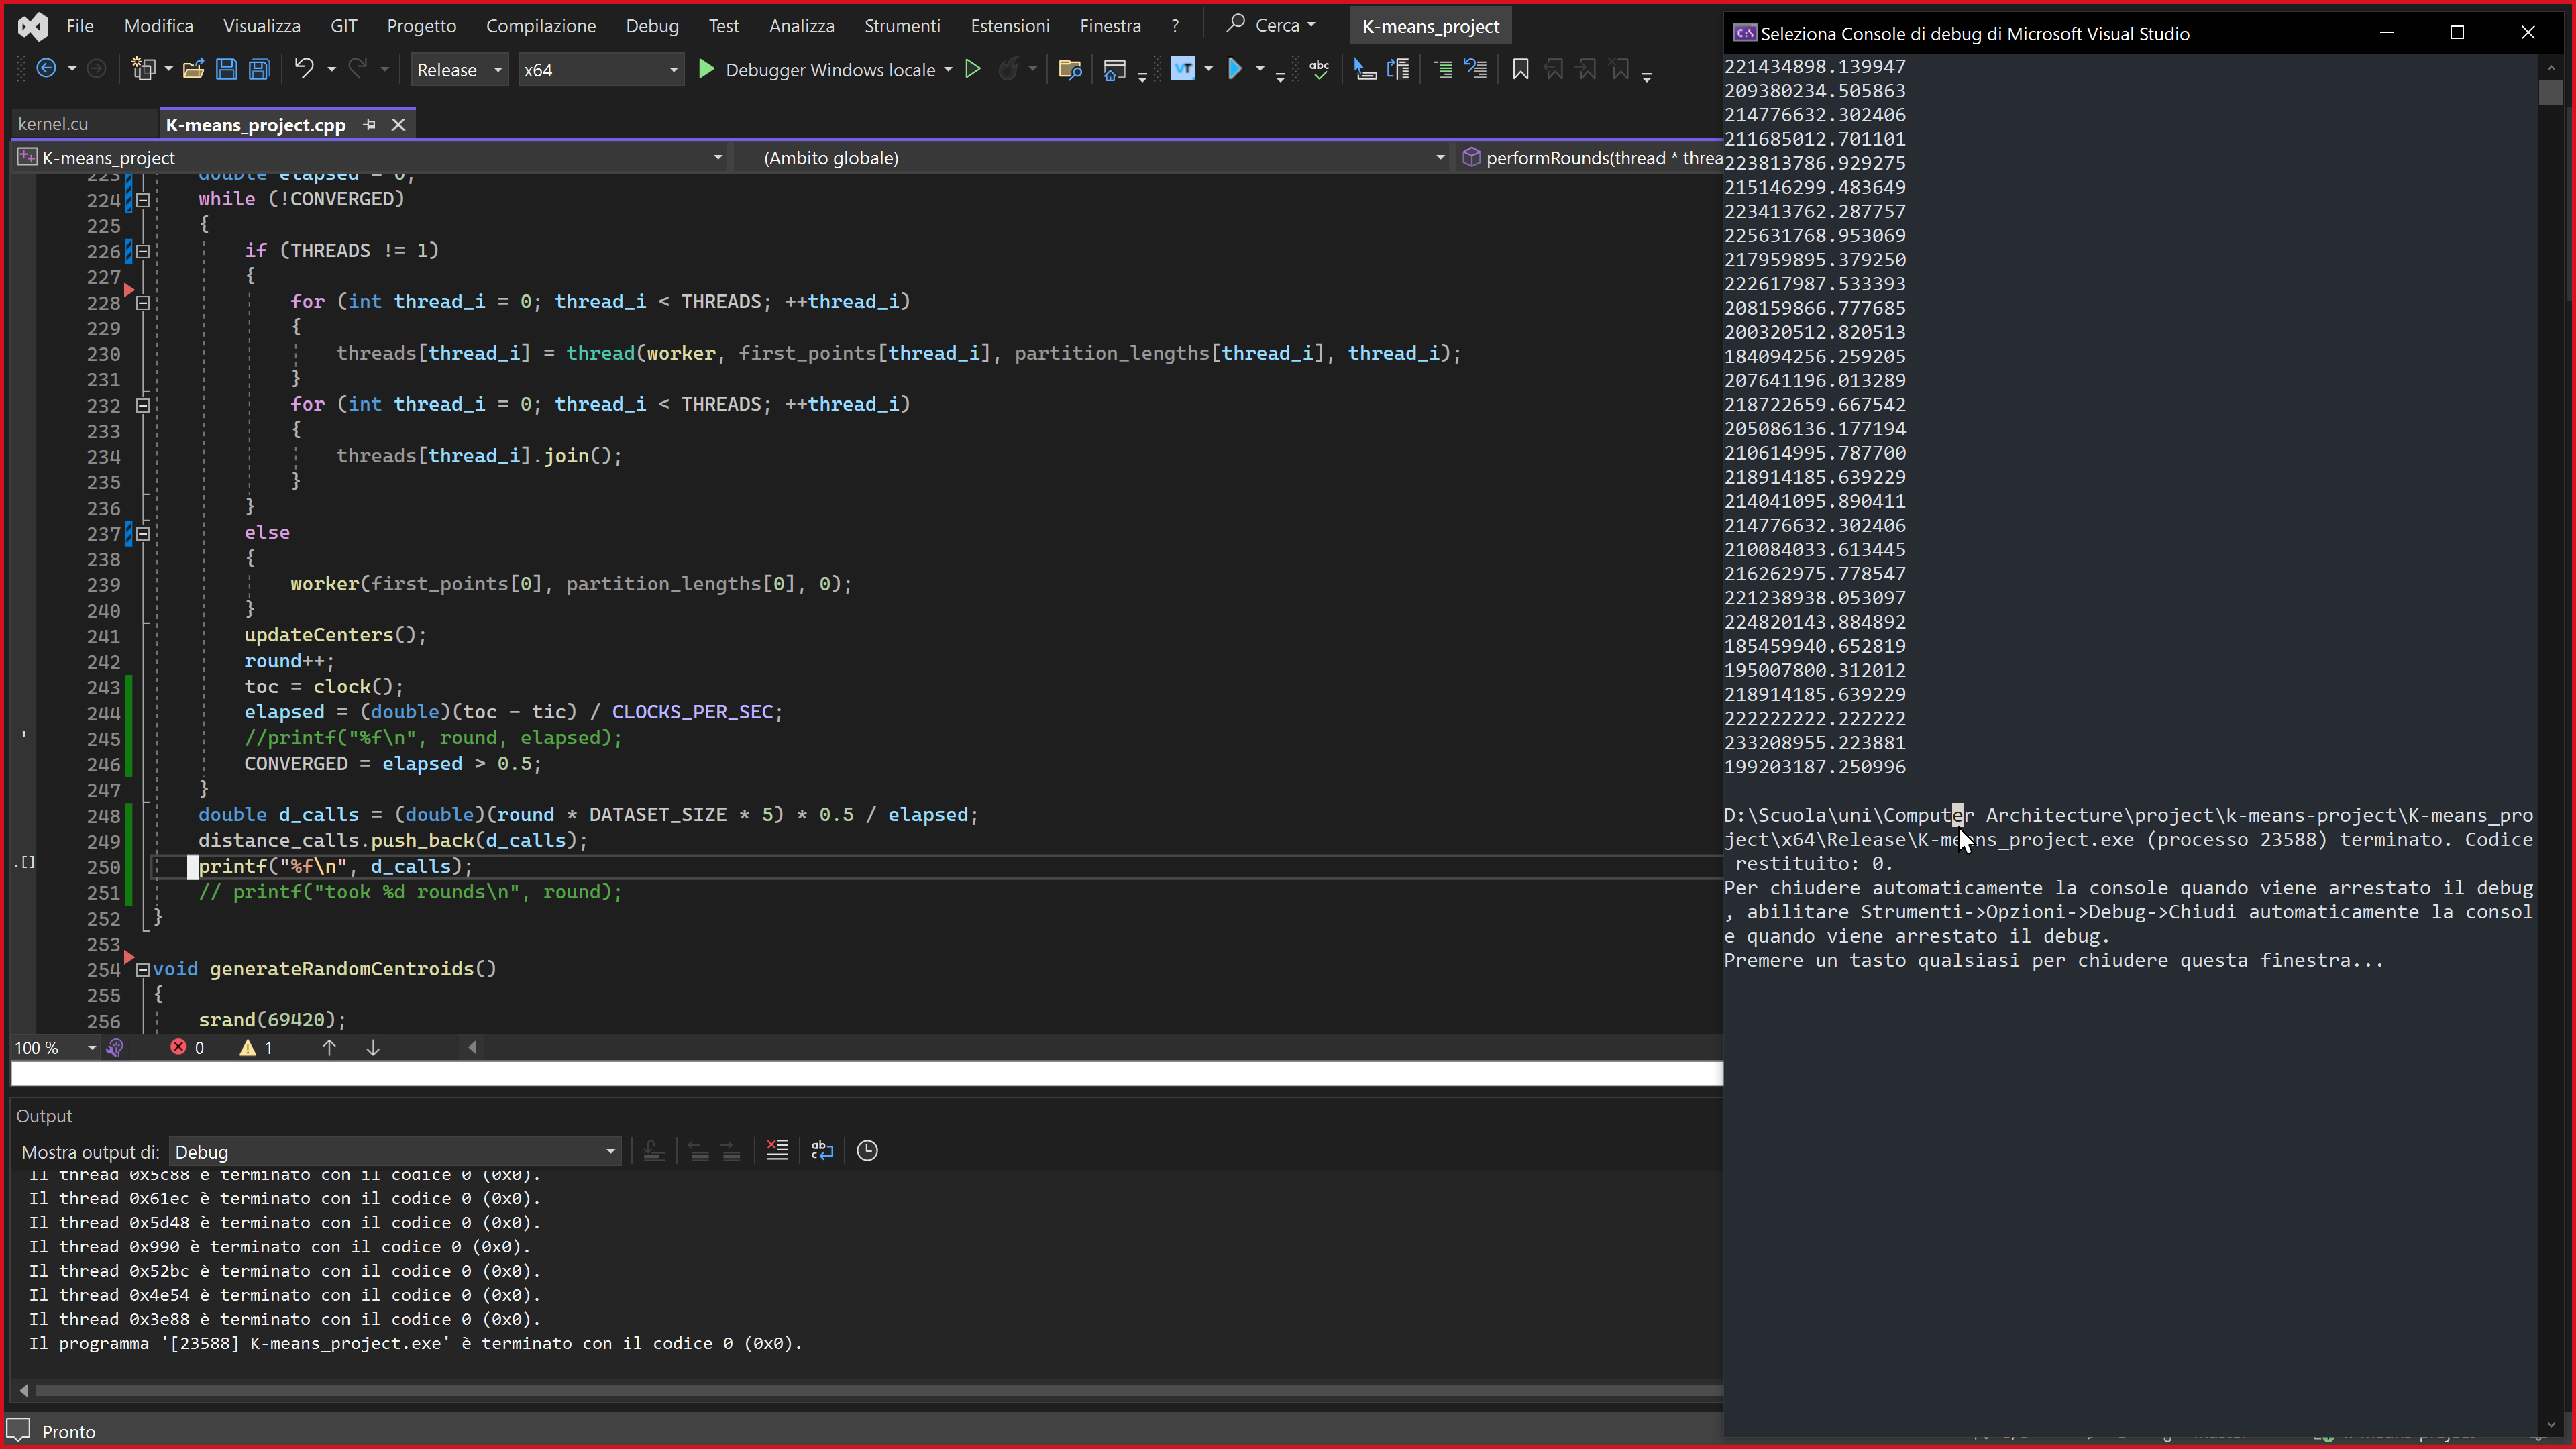 File Modifica Visualizza GIT Progetto Compilazione Debug Test Analizza Strumenti Estensioni Finestra ? Cerca K-means_project
Release x64 Debugger Windows locale VT abc
kernel.cu K-means_project.cpp
K-means_project (Ambito globale) performRounds(thread * threa
223 double elapsed = 0;
224 while (!CONVERGED)
225 {
226 if (THREADS != 1)
227 {
228 for (int thread_i = 0; thread_i < THREADS; ++thread_i)
229 {
230 threads[thread_i] = thread(worker, first_points[thread_i], partition_lengths[thread_i], thread_i);
231 }
232 for (int thread_i = 0; thread_i < THREADS; ++thread_i)
233 {
234 threads[thread_i].join();
235 }
236 }
237 else
238 {
239 worker(first_points[0], partition_lengths[0], 0);
240 }
241 updateCenters();
242 round++;
243 toc = clock();
244 elapsed = (double)(toc - tic) / CLOCKS_PER_SEC;
245 //printf("%f\n", round, elapsed);
246 CONVERGED = elapsed > 0.5;
247 }
248 double d_calls = (double)(round * DATASET_SIZE * 5) * 0.5 / elapsed;
249 distance_calls.push_back(d_calls);
250 printf("%f\n", d_calls);
251 // printf("took %d rounds\n", round);
252 }
253
254 void generateRandomCentroids()
255 {
256 srand(69420);
100 % 0 1
Output
Mostra output di: Debug
Il thread 0x5c88 è terminato con il codice 0 (0x0).
Il thread 0x61ec è terminato con il codice 0 (0x0).
Il thread 0x5d48 è terminato con il codice 0 (0x0).
Il thread 0x990 è terminato con il codice 0 (0x0).
Il thread 0x52bc è terminato con il codice 0 (0x0).
Il thread 0x4e54 è terminato con il codice 0 (0x0).
Il thread 0x3e88 è terminato con il codice 0 (0x0).
Il programma '[23588] K-means_project.exe' è terminato con il codice 0 (0x0).
Pronto
Seleziona Console di debug di Microsoft Visual Studio
221434898.139947
209380234.505863
214776632.302406
211685012.701101
223813786.929275
215146299.483649
223413762.287757
225631768.953069
217959895.379250
222617987.533393
208159866.777685
200320512.820513
184094256.259205
207641196.013289
218722659.667542
205086136.177194
210614995.787700
218914185.639229
214041095.890411
214776632.302406
210084033.613445
216262975.778547
221238938.053097
224820143.884892
185459940.652819
195007800.312012
218914185.639229
222222222.222222
233208955.223881
199203187.250996
D:\Scuola\uni\Computer Architecture\project\k-means-project\K-means_pro
ject\x64\Release\K-means_project.exe (processo 23588) terminato. Codice
restituito: 0.
Per chiudere automaticamente la console quando viene arrestato il debug
, abilitare Strumenti->Opzioni->Debug->Chiudi automaticamente la consol
e quando viene arrestato il debug.
Premere un tasto qualsiasi per chiudere questa finestra...